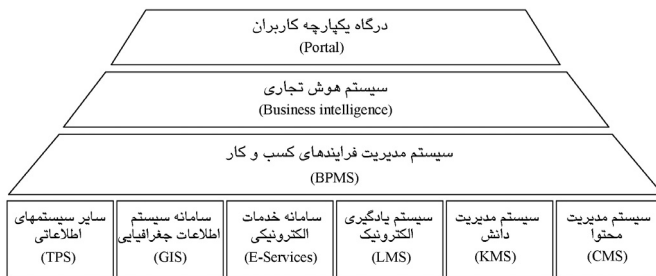 درگاه یکپارچه کاربران
(Portal)
سیستم هوش تجاری
(Business intelligence)
سیستم مدیریت فرایندهای کسب و کار
(BPMS)
سیستم مدیریت
محتوا
(CMS)
سیستم مدیریت
دانش
(KMS)
سیستم یادگیری
الکترونیک
(LMS)
سامانه خدمات
الکترونیکی
(E-Services)
سامانه سیستم
اطلاعات جغرافیایی
(GIS)
سایر سیستمهای
اطلاعاتی
(TPS)